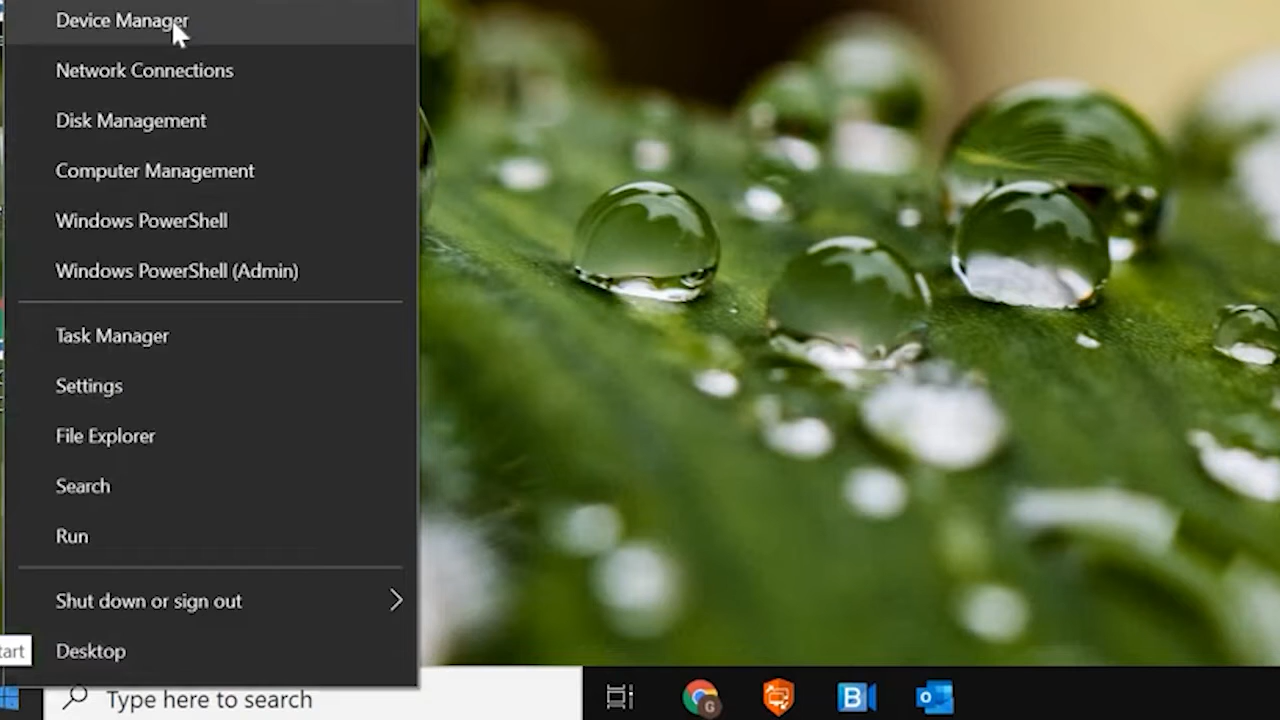 Device Manager
Network Connections
Disk Management
Computer Management
Windows PowerShell
Windows PowerShell (Admin)
Task Manager
Settings
File Explorer
Search
Run
Shut down or sign out
tart
Desktop
Type here to search
G
B
o